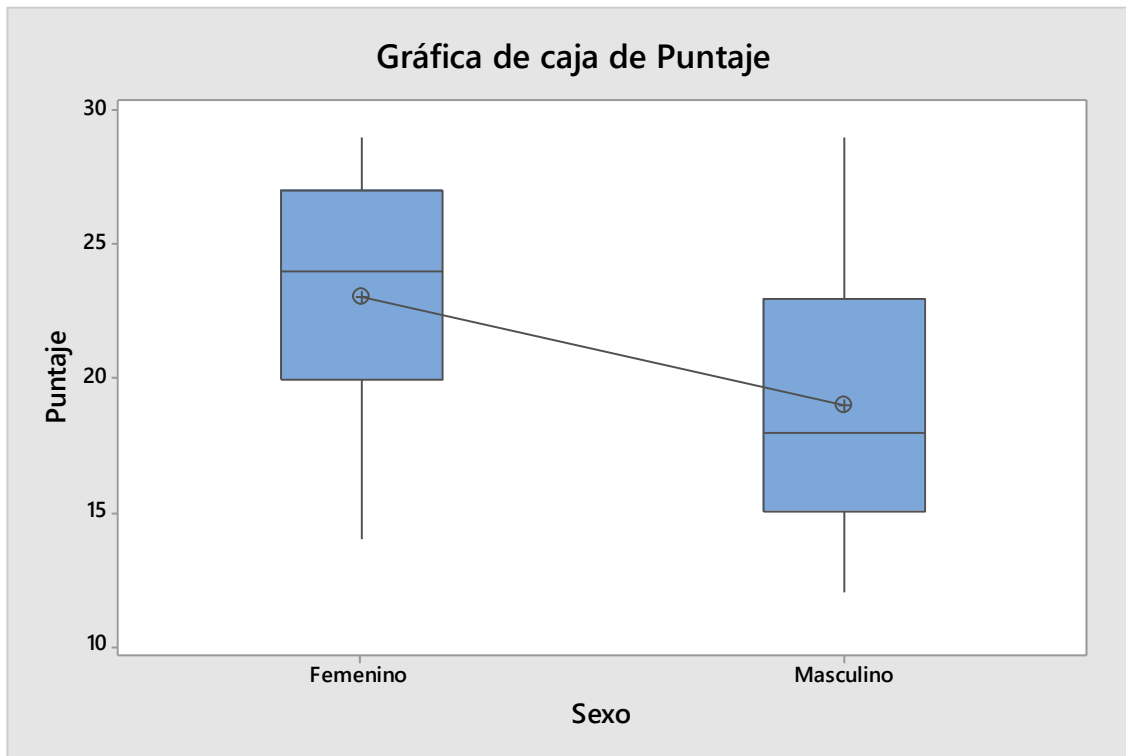 Gráfica de caja de Puntaje
30
25
20
15
10
Puntaje
Femenino
Masculino
Sexo